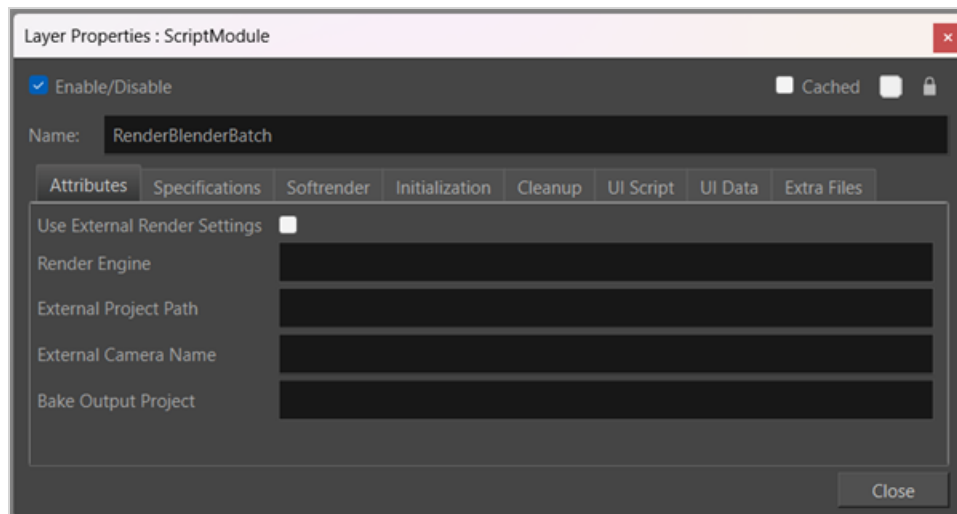 Layer Properties : ScriptModule
Enable/Disable Cached
Name: RenderBlenderBatch
Attributes Specifications Softrender Initialization Cleanup UI Script UI Data Extra Files
Use External Render Settings
Render Engine
External Project Path
External Camera Name
Bake Output Project
Close